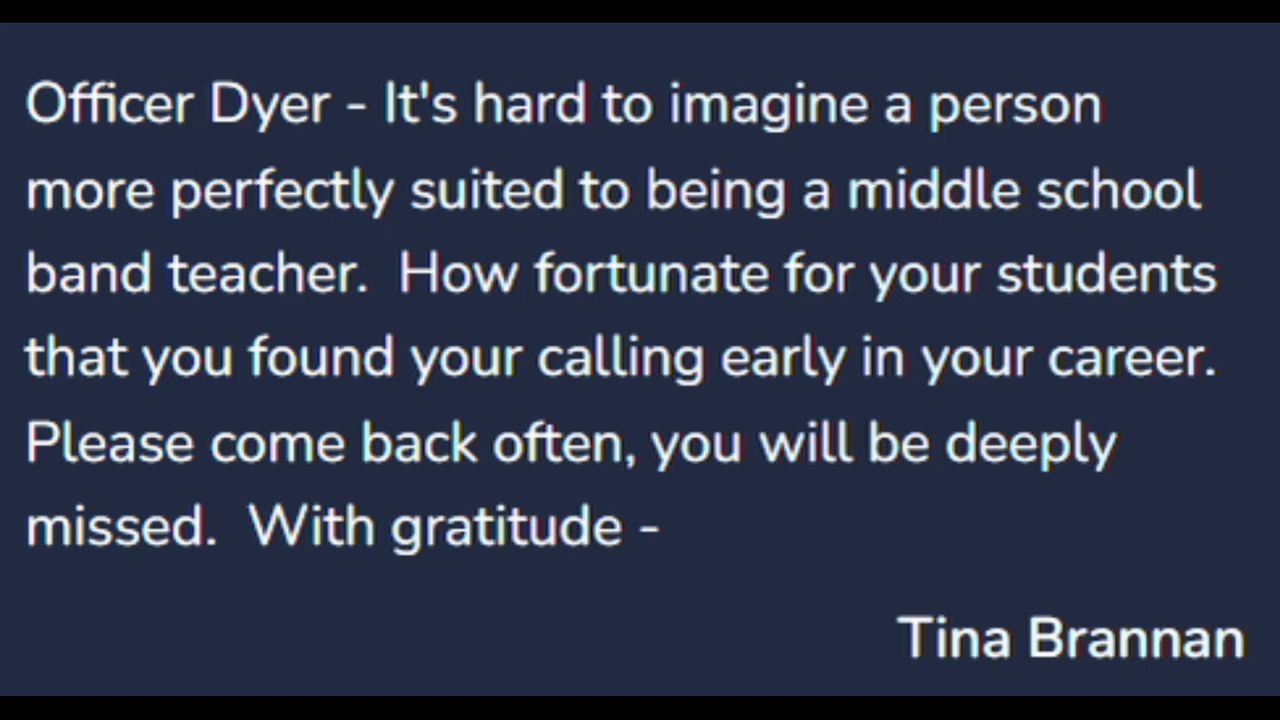 Officer Dyer - It's hard to imagine a person
more perfectly suited to being a middle school
band teacher.  How fortunate for your students
that you found your calling early in your career.
Please come back often, you will be deeply
missed.  With gratitude -
Tina Brannan